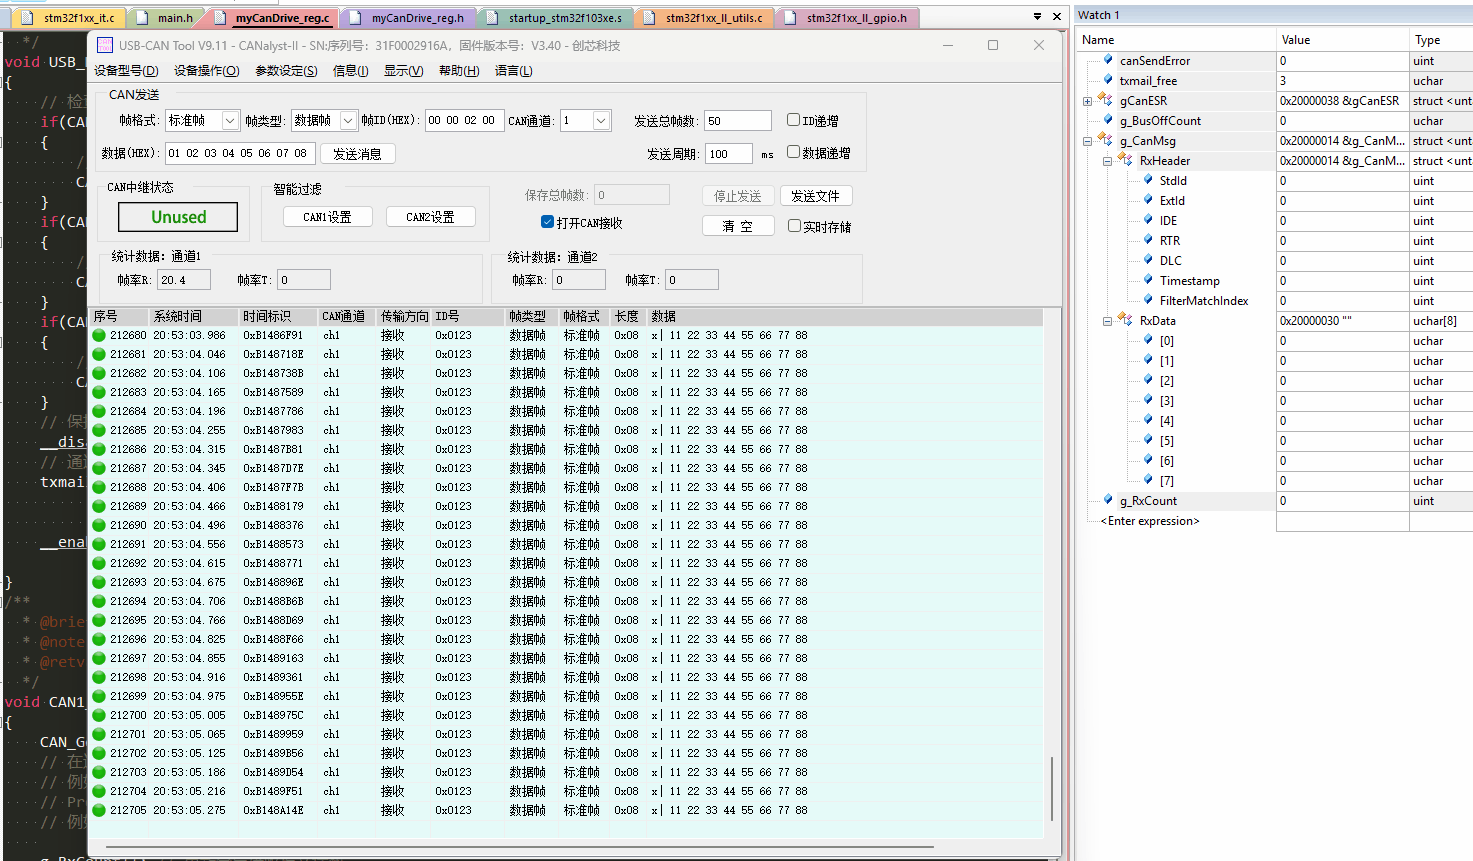 stm32f1xx_it.c
main.h
myCanDrive_reg.c
myCanDrive_reg.h
startup_stm32f103xe.s
stm32f1xx_ll_utils.c
stm32f1xx_ll_gpio.h
*/
void USB_
{
// 检
if(CAN
{
//
CA
}
if(CAN
{
//
CA
}
if(CAN
{
//
CA
}
// 保
__dis
// 通
txmai
__ena
}
/**
* @brie
* @note
* @retv
*/
void CAN1_
{
CAN_G
// 在
// 例
// Pr
// 例
USB-CAN Tool V9.11 - CANalyst-II - SN:序列号: 31F0002916A, 固件版本号: V3.40 - 创芯科技
设备型号(D) 设备操作(O) 参数设定(S) 信息(I) 显示(V) 帮助(H) 语言(L)
CAN发送
帧格式: 标准帧 帧类型: 数据帧 帧ID(HEX): 00 00 02 00 CAN通道: 1 发送总帧数: 50 ID递增
数据(HEX): 01 02 03 04 05 06 07 08 发送消息 发送周期: 100 ms 数据递增
CAN中继状态
Unused
智能过滤
CAN1设置 CAN2设置
保存总帧数: 0 停止发送 发送文件
打开CAN接收 清 空 实时存储
统计数据: 通道1
帧率R: 20.4 帧率T: 0
统计数据: 通道2
帧率R: 0 帧率T: 0
序号 系统时间 时间标识 CAN通道 传输方向 ID号 帧类型 帧格式 长度 数据
212680 20:53:03.986 0xB1486F91 ch1 接收 0x0123 数据帧 标准帧 0x08 x| 11 22 33 44 55 66 77 88
212681 20:53:04.046 0xB148718E ch1 接收 0x0123 数据帧 标准帧 0x08 x| 11 22 33 44 55 66 77 88
212682 20:53:04.106 0xB148738B ch1 接收 0x0123 数据帧 标准帧 0x08 x| 11 22 33 44 55 66 77 88
212683 20:53:04.165 0xB1487589 ch1 接收 0x0123 数据帧 标准帧 0x08 x| 11 22 33 44 55 66 77 88
212684 20:53:04.196 0xB1487786 ch1 接收 0x0123 数据帧 标准帧 0x08 x| 11 22 33 44 55 66 77 88
212685 20:53:04.255 0xB1487983 ch1 接收 0x0123 数据帧 标准帧 0x08 x| 11 22 33 44 55 66 77 88
212686 20:53:04.315 0xB1487B81 ch1 接收 0x0123 数据帧 标准帧 0x08 x| 11 22 33 44 55 66 77 88
212687 20:53:04.345 0xB1487D7E ch1 接收 0x0123 数据帧 标准帧 0x08 x| 11 22 33 44 55 66 77 88
212688 20:53:04.406 0xB1487F7B ch1 接收 0x0123 数据帧 标准帧 0x08 x| 11 22 33 44 55 66 77 88
212689 20:53:04.466 0xB1488179 ch1 接收 0x0123 数据帧 标准帧 0x08 x| 11 22 33 44 55 66 77 88
212690 20:53:04.496 0xB1488376 ch1 接收 0x0123 数据帧 标准帧 0x08 x| 11 22 33 44 55 66 77 88
212691 20:53:04.556 0xB1488573 ch1 接收 0x0123 数据帧 标准帧 0x08 x| 11 22 33 44 55 66 77 88
212692 20:53:04.615 0xB1488771 ch1 接收 0x0123 数据帧 标准帧 0x08 x| 11 22 33 44 55 66 77 88
212693 20:53:04.675 0xB148896E ch1 接收 0x0123 数据帧 标准帧 0x08 x| 11 22 33 44 55 66 77 88
212694 20:53:04.706 0xB1488B6B ch1 接收 0x0123 数据帧 标准帧 0x08 x| 11 22 33 44 55 66 77 88
212695 20:53:04.766 0xB1488D69 ch1 接收 0x0123 数据帧 标准帧 0x08 x| 11 22 33 44 55 66 77 88
212696 20:53:04.825 0xB1488F66 ch1 接收 0x0123 数据帧 标准帧 0x08 x| 11 22 33 44 55 66 77 88
212697 20:53:04.855 0xB1489163 ch1 接收 0x0123 数据帧 标准帧 0x08 x| 11 22 33 44 55 66 77 88
212698 20:53:04.916 0xB1489361 ch1 接收 0x0123 数据帧 标准帧 0x08 x| 11 22 33 44 55 66 77 88
212699 20:53:04.975 0xB148955E ch1 接收 0x0123 数据帧 标准帧 0x08 x| 11 22 33 44 55 66 77 88
212700 20:53:05.005 0xB148975C ch1 接收 0x0123 数据帧 标准帧 0x08 x| 11 22 33 44 55 66 77 88
212701 20:53:05.065 0xB1489959 ch1 接收 0x0123 数据帧 标准帧 0x08 x| 11 22 33 44 55 66 77 88
212702 20:53:05.125 0xB1489B56 ch1 接收 0x0123 数据帧 标准帧 0x08 x| 11 22 33 44 55 66 77 88
212703 20:53:05.186 0xB1489D54 ch1 接收 0x0123 数据帧 标准帧 0x08 x| 11 22 33 44 55 66 77 88
212704 20:53:05.216 0xB1489F51 ch1 接收 0x0123 数据帧 标准帧 0x08 x| 11 22 33 44 55 66 77 88
212705 20:53:05.275 0xB148A14E ch1 接收 0x0123 数据帧 标准帧 0x08 x| 11 22 33 44 55 66 77 88
Watch 1
Name Value Type
canSendError 0 uint
txmail_free 3 uchar
gCanESR 0x20000038 &gCanESR struct <unt
g_BusOffCount 0 uchar
g_CanMsg 0x20000014 &g_CanM... struct <unt
RxHeader 0x20000014 &g_CanM... struct <unt
StdId 0 uint
ExtId 0 uint
IDE 0 uint
RTR 0 uint
DLC 0 uint
Timestamp 0 uint
FilterMatchIndex 0 uint
RxData 0x20000030 "" uchar[8]
[0] 0 uchar
[1] 0 uchar
[2] 0 uchar
[3] 0 uchar
[4] 0 uchar
[5] 0 uchar
[6] 0 uchar
[7] 0 uchar
g_RxCount 0 uint
<Enter expression>